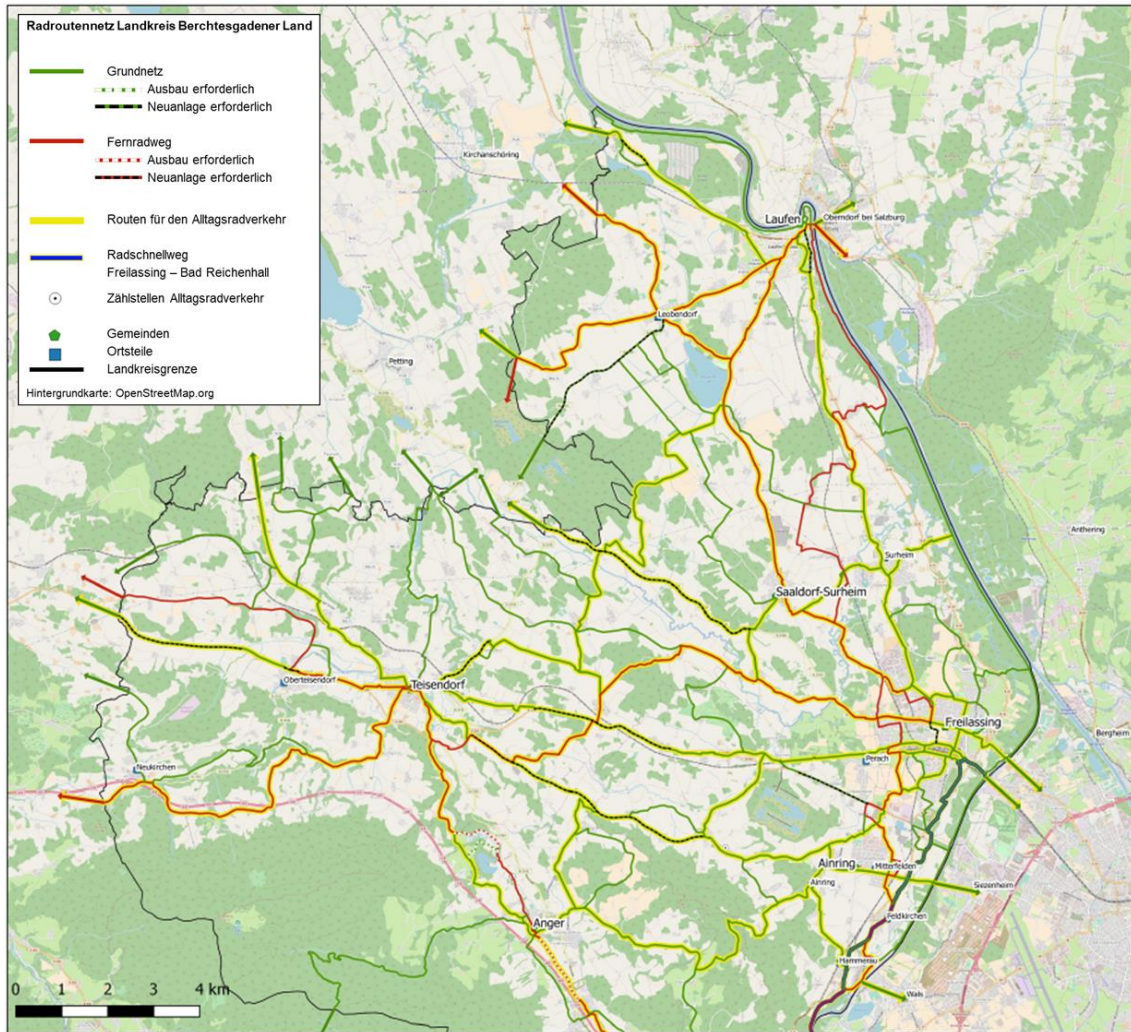 Radroutennetz Landkreis Berchtesgadener Land
Grundnetz
Ausbau erforderlich
Neuanlage erforderlich
Fernradweg
Ausbau erforderlich
Neuanlage erforderlich
Routen für den Alltagsradverkehr
Radschnellweg
Freilassing – Bad Reichenhall
Zählstellen Alltagsradverkehr
Gemeinden
Ortsteile
Landkreisgrenze
Hintergrundkarte: OpenStreetMap.org
Kirchanschöring
Laufen
Oberndorf bei Salzburg
Leobendorf
Petting
Anthering
Surheim
Saaldorf-Surheim
Oberteisendorf
Teisendorf
Freilassing
Bergheim
Perach
Neukirchen
Ainring
Mitterfelden
Ainring
Siezenheim
Feldkirchen
Anger
Hammerau
Wals
0 1 2 3 4 km